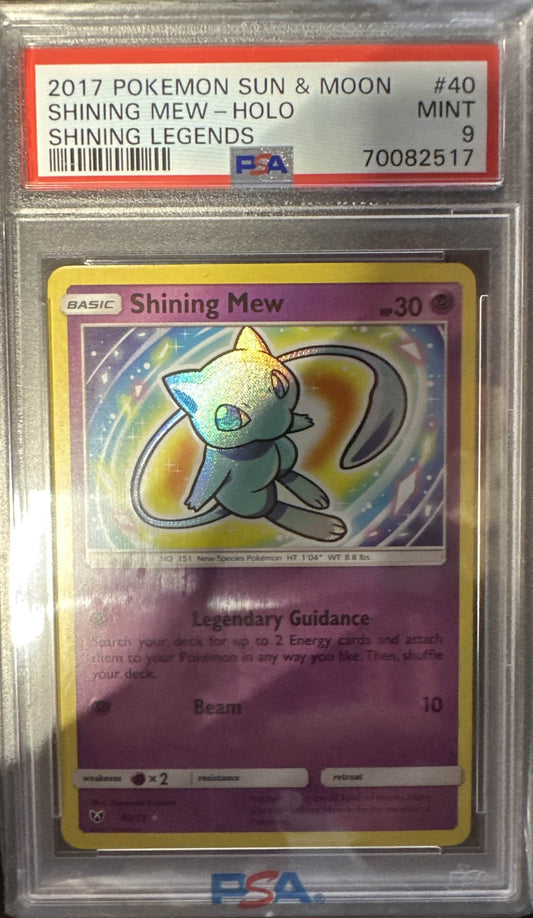 2017 POKEMON SUN & MOON #40
SHINING MEW - HOLO MINT
SHINING LEGENDS 9
PSA 70082517
BASIC Shining Mew HP30
NO. 151 New Species Pokémon HT: 1'04" WT: 8.8 lbs.
Legendary Guidance
Search your deck for up to 2 Energy cards and attach
them to your Pokémon in any way you like. Then, shuffle
your deck.
Beam 10
weakness ×2 resistance retreat
40/73
PSA